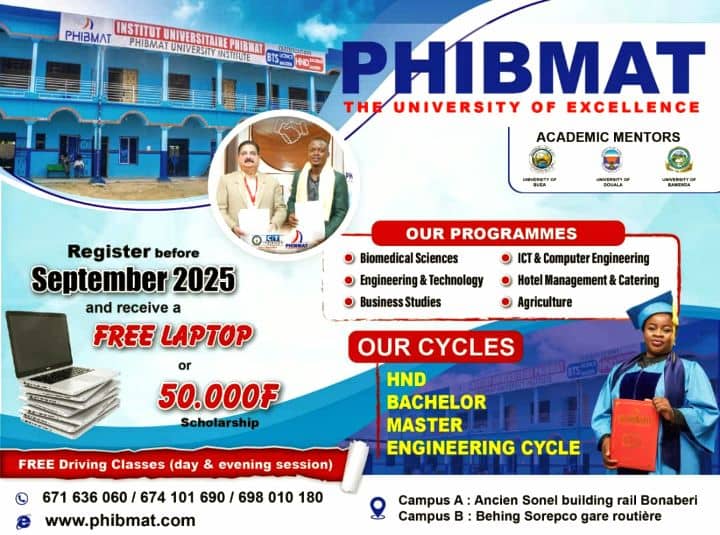 PHIBMAT
INSTITUT UNIVERSITAIRE PHIBMAT
PHIBMAT UNIVERSITY INSTITUTE
BTS
LICENCE
HND
PHIBMAT
THE UNIVERSITY OF EXCELLENCE
ACADEMIC MENTORS
UNIVERSITY OF BUEA
UNIVERSITY OF DOUALA
UNIVERSITY OF BAMENDA
PHIBMAT
Register before
September 2025
and receive a
FREE LAPTOP
or
50.000F
Scholarship
FREE Driving Classes (day & evening session)
671 636 060 / 674 101 690 / 698 010 180
www.phibmat.com
OUR PROGRAMMES
Biomedical Sciences
Engineering & Technology
Business Studies
ICT & Computer Engineering
Hotel Management & Catering
Agriculture
OUR CYCLES
HND
BACHELOR
MASTER
ENGINEERING CYCLE
Campus A : Ancien Sonel building rail Bonaberi
Campus B : Behing Sorepco gare routière